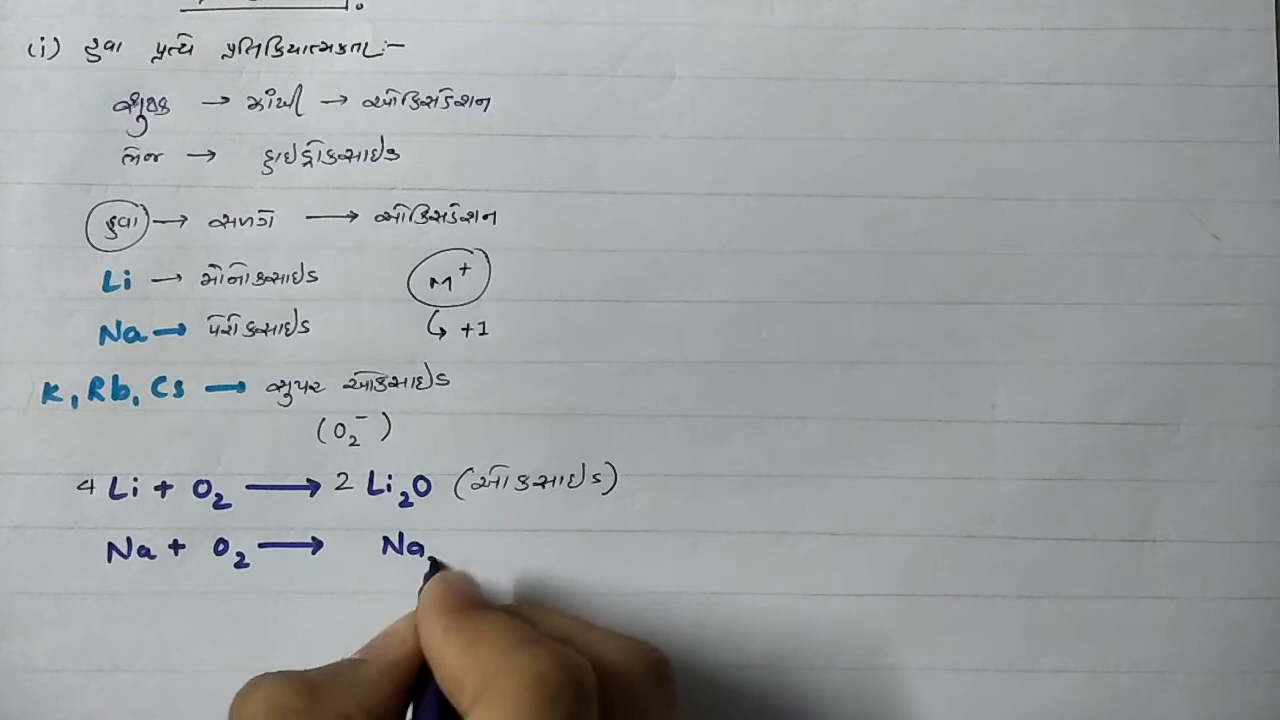 (i) હવા પ્રત્યે પ્રતિક્રિયાત્મકતા :-
શુષ્ક → ઝાંખી → ઓક્સિડેશન
ભેજ → હાઇડ્રોક્સાઇડ
હવા → સળગે → ઓક્સિડેશન
Li → મોનોક્સાઇડ M⁺
Na → પેરોક્સાઇડ ↳ +1
K, Rb, Cs → સુપર ઓક્સાઇડ
(O₂⁻)
4 Li + O₂ → 2 Li₂O (ઓક્સાઇડ)
Na + O₂ → Na